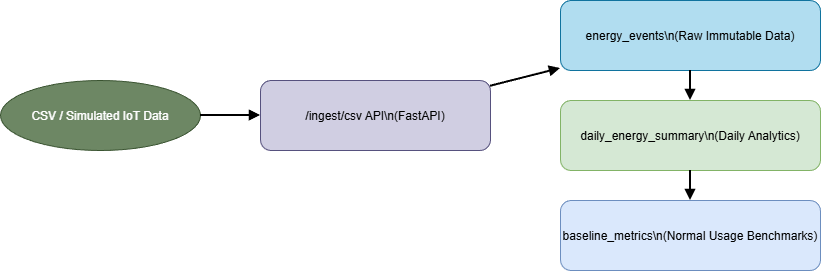 CSV / Simulated IoT Data
/ingest/csv API\n(FastAPI)
energy_events\n(Raw Immutable Data)
daily_energy_summary\n(Daily Analytics)
baseline_metrics\n(Normal Usage Benchmarks)